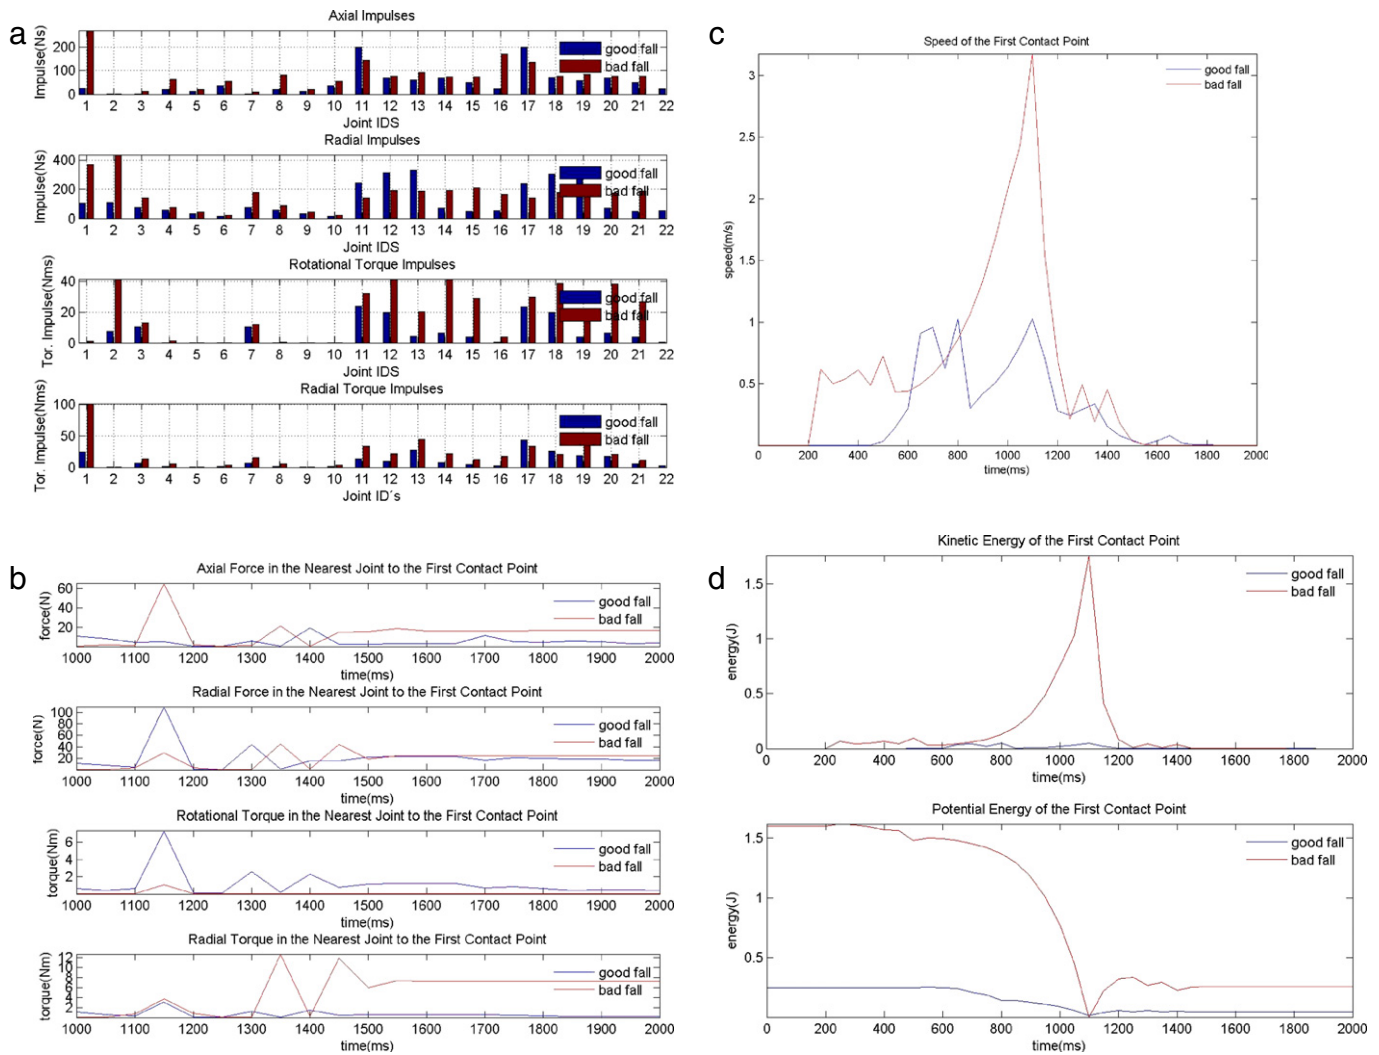 a
Axial Impulses
Impulse(Ns)
200
100
0
good fall
bad fall
1 2 3 4 5 6 7 8 9 10 11 12 13 14 15 16 17 18 19 20 21 22
Joint IDS
Radial Impulses
Impulse(Ns)
400
200
0
good fall
bad fall
1 2 3 4 5 6 7 8 9 10 11 12 13 14 15 16 17 18 19 20 21 22
Joint IDS
Rotational Torque Impulses
Tor. Impulse(Nms)
40
20
0
good fall
bad fall
1 2 3 4 5 6 7 8 9 10 11 12 13 14 15 16 17 18 19 20 21 22
Joint IDS
Radial Torque Impulses
Tor. Impulse(Nms)
100
50
0
good fall
bad fall
1 2 3 4 5 6 7 8 9 10 11 12 13 14 15 16 17 18 19 20 21 22
Joint ID´s
c
Speed of the First Contact Point
speed(m/s)
3
2.5
2
1.5
1
0.5
good fall
bad fall
0 200 400 600 800 1000 1200 1400 1600 1800 2000
time(ms)
b
Axial Force in the Nearest Joint to the First Contact Point
force(N)
60
40
20
good fall
bad fall
1000 1100 1200 1300 1400 1500 1600 1700 1800 1900 2000
time(ms)
Radial Force in the Nearest Joint to the First Contact Point
force(N)
100
80
60
40
20
good fall
bad fall
1000 1100 1200 1300 1400 1500 1600 1700 1800 1900 2000
time(ms)
Rotational Torque in the Nearest Joint to the First Contact Point
torque(Nm)
6
4
2
good fall
bad fall
1000 1100 1200 1300 1400 1500 1600 1700 1800 1900 2000
time(ms)
Radial Torque in the Nearest Joint to the First Contact Point
torque(Nm)
12
10
8
6
4
2
good fall
bad fall
1000 1100 1200 1300 1400 1500 1600 1700 1800 1900 2000
time(ms)
d
Kinetic Energy of the First Contact Point
energy(J)
1.5
1
0.5
0
good fall
bad fall
0 200 400 600 800 1000 1200 1400 1600 1800 2000
time(ms)
Potential Energy of the First Contact Point
energy(J)
1.5
1
0.5
good fall
bad fall
0 200 400 600 800 1000 1200 1400 1600 1800 2000
time(ms)